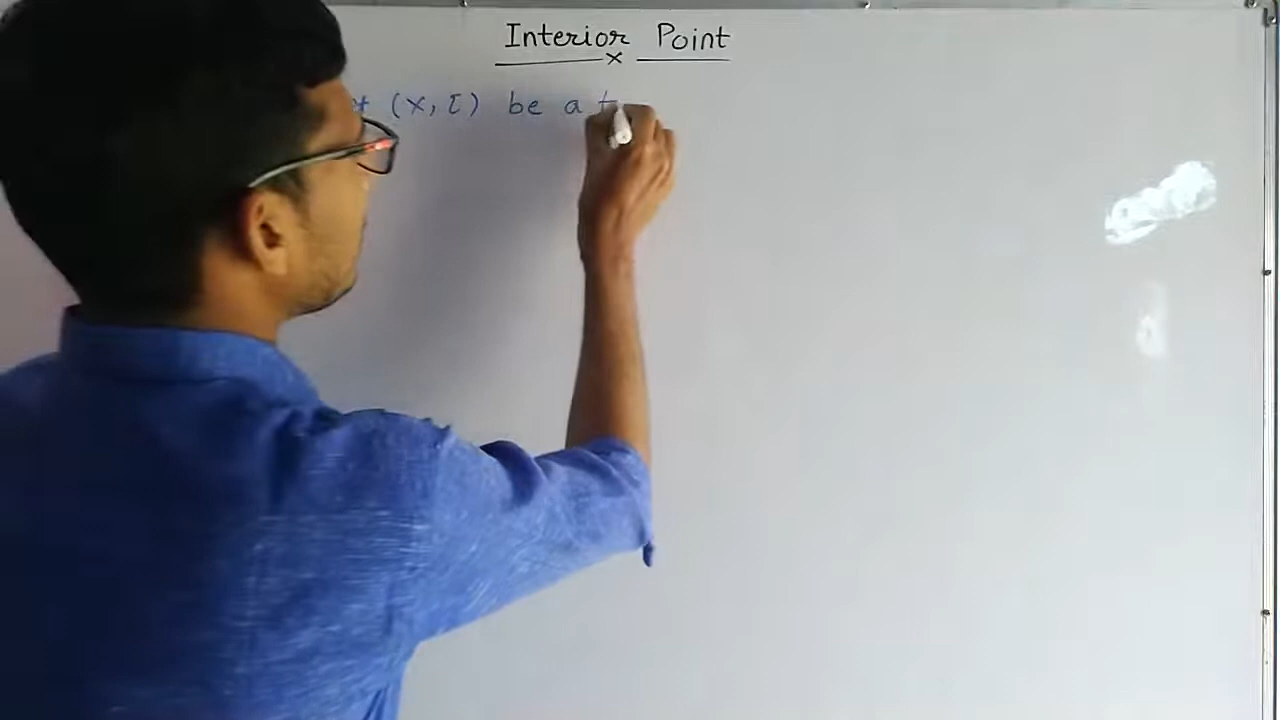 Interior Point
(X, τ) be a